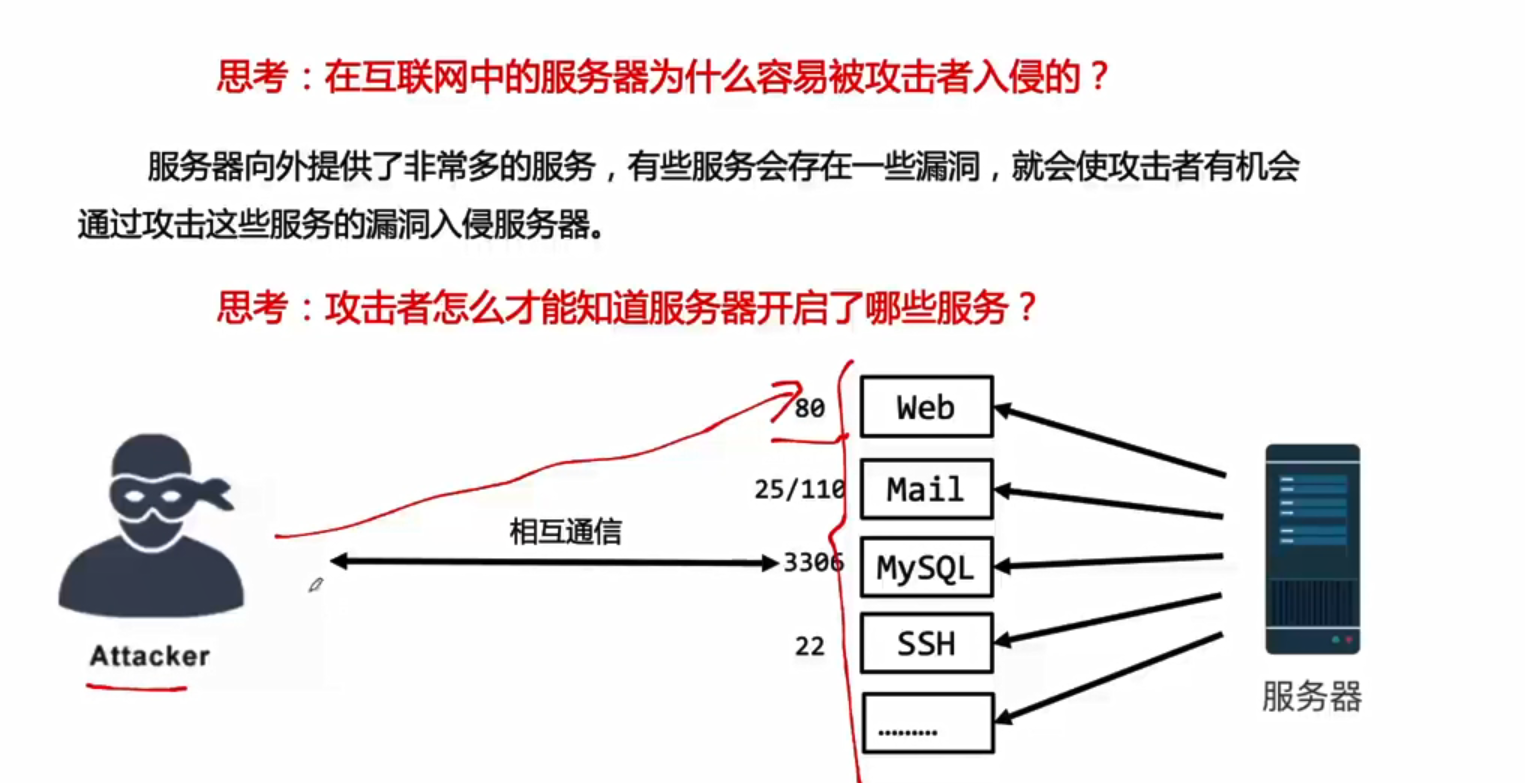 思考：在互联网中的服务器为什么容易被攻击者入侵的？
服务器向外提供了非常多的服务，有些服务会存在一些漏洞，就会使攻击者有机会
通过攻击这些服务的漏洞入侵服务器。
思考：攻击者怎么才能知道服务器开启了哪些服务？
80 Web
25/110 Mail
相互通信
3306 MySQL
22 SSH
.........
Attacker
服务器